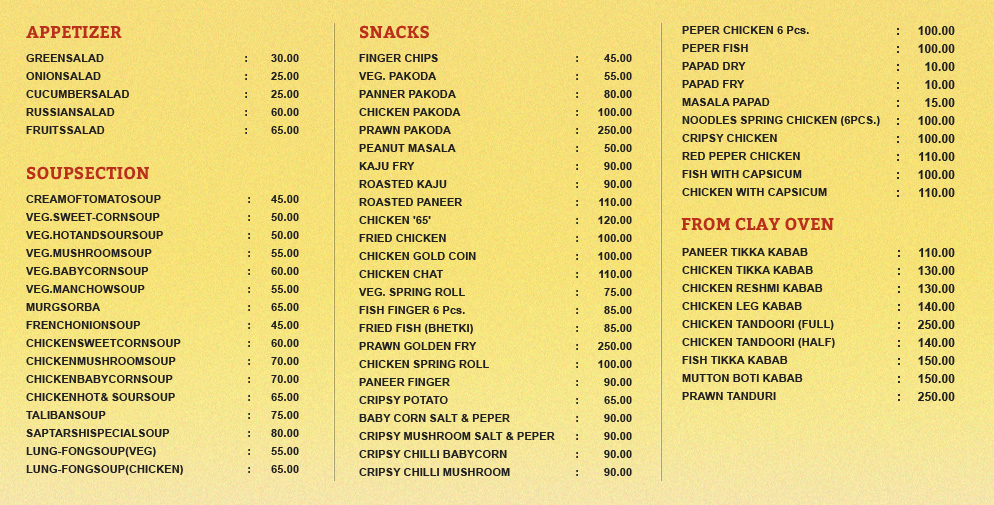 APPETIZER
GREENSALAD : 30.00
ONIONSALAD : 25.00
CUCUMBERSALAD : 25.00
RUSSIANSALAD : 60.00
FRUITSSALAD : 65.00
SOUPSECTION
CREAMOFTOMATOSOUP : 45.00
VEG.SWEET-CORNSOUP : 50.00
VEG.HOTANDSOURSOUP : 50.00
VEG.MUSHROOMSOUP : 55.00
VEG.BABYCORNSOUP : 60.00
VEG.MANCHOWSOUP : 55.00
MURGSORBA : 65.00
FRENCHONIONSOUP : 45.00
CHICKENSWEETCORNSOUP : 60.00
CHICKENMUSHROOMSOUP : 70.00
CHICKENBABYCORNSOUP : 70.00
CHICKENHOT& SOURSOUP : 65.00
TALIBANSOUP : 75.00
SAPTARSHISPECIALSOUP : 80.00
LUNG-FONGSOUP(VEG) : 55.00
LUNG-FONGSOUP(CHICKEN) : 65.00
SNACKS
FINGER CHIPS : 45.00
VEG. PAKODA : 55.00
PANNER PAKODA : 80.00
CHICKEN PAKODA : 100.00
PRAWN PAKODA : 250.00
PEANUT MASALA : 50.00
KAJU FRY : 90.00
ROASTED KAJU : 90.00
ROASTED PANEER : 110.00
CHICKEN '65' : 120.00
FRIED CHICKEN : 100.00
CHICKEN GOLD COIN : 100.00
CHICKEN CHAT : 110.00
VEG. SPRING ROLL : 75.00
FISH FINGER 6 Pcs. : 85.00
FRIED FISH (BHETKI) : 85.00
PRAWN GOLDEN FRY : 250.00
CHICKEN SPRING ROLL : 100.00
PANEER FINGER : 90.00
CRIPSY POTATO : 65.00
BABY CORN SALT & PEPER : 90.00
CRIPSY MUSHROOM SALT & PEPER : 90.00
CRIPSY CHILLI BABYCORN : 90.00
CRIPSY CHILLI MUSHROOM : 90.00
PEPER CHICKEN 6 Pcs. : 100.00
PEPER FISH : 100.00
PAPAD DRY : 10.00
PAPAD FRY : 10.00
MASALA PAPAD : 15.00
NOODLES SPRING CHICKEN (6PCS.) : 100.00
CRIPSY CHICKEN : 100.00
RED PEPER CHICKEN : 110.00
FISH WITH CAPSICUM : 100.00
CHICKEN WITH CAPSICUM : 110.00
FROM CLAY OVEN
PANEER TIKKA KABAB : 110.00
CHICKEN TIKKA KABAB : 130.00
CHICKEN RESHMI KABAB : 130.00
CHICKEN LEG KABAB : 140.00
CHICKEN TANDOORI (FULL) : 250.00
CHICKEN TANDOORI (HALF) : 140.00
FISH TIKKA KABAB : 150.00
MUTTON BOTI KABAB : 150.00
PRAWN TANDURI : 250.00